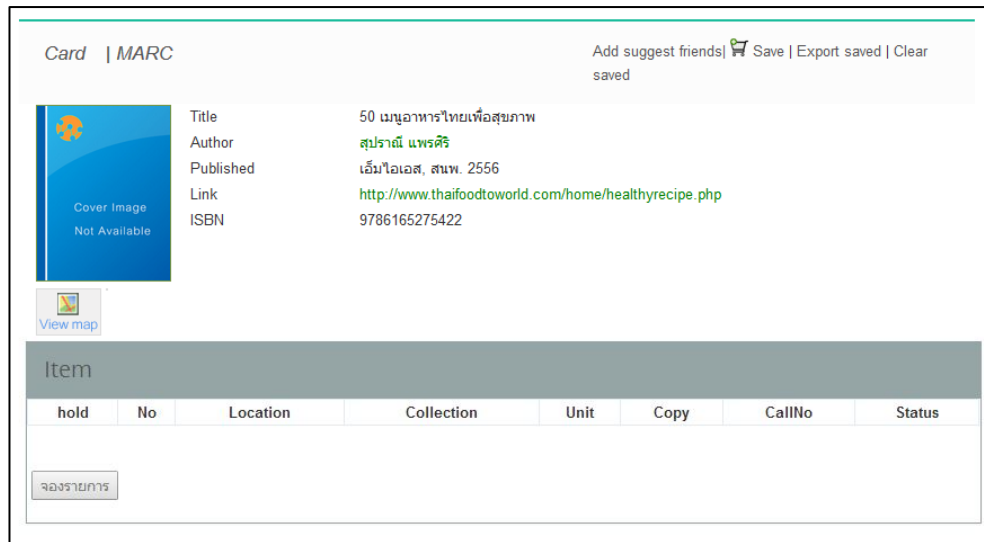 Card | MARC
Add suggest friends| Save | Export saved | Clear
saved
Cover Image
Not Available
Title 50 เมนูอาหารไทยเพื่อสุขภาพ
Author สุปราณี แพรศิริ
Published เอ็มไอเอส, สนพ. 2556
Link http://www.thaifoodtoworld.com/home/healthyrecipe.php
ISBN 9786165275422
View map
Item
hold No Location Collection Unit Copy CallNo Status
จองรายการ